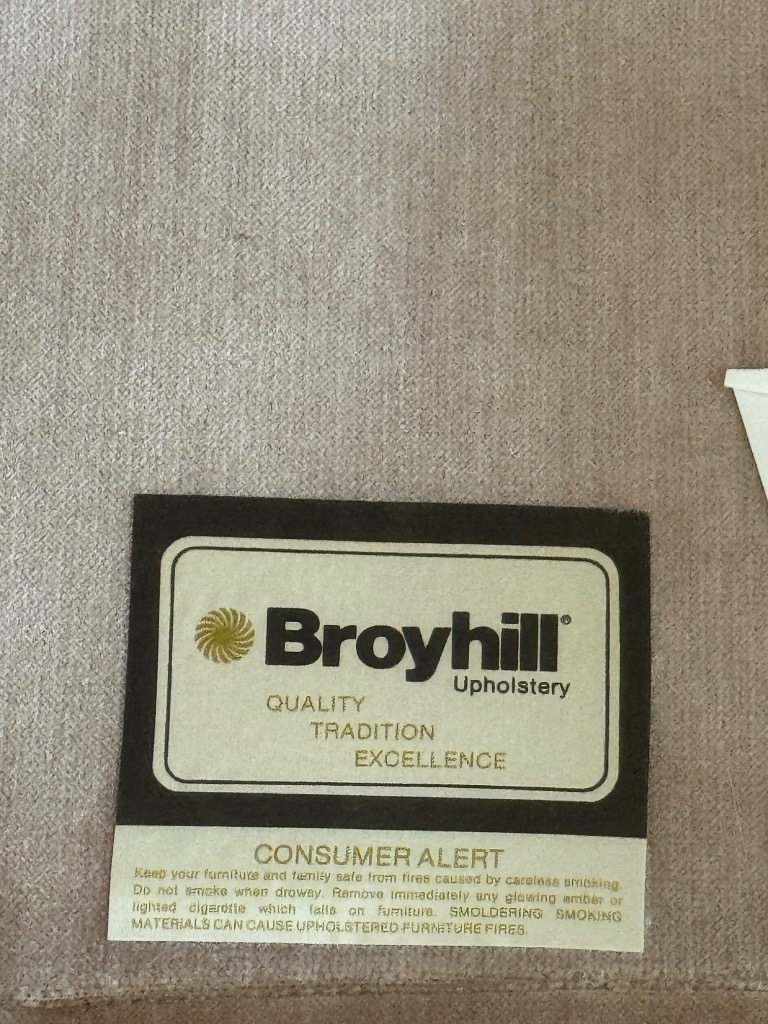 Broyhill®
Upholstery
QUALITY
TRADITION
EXCELLENCE
CONSUMER ALERT
Keep your furniture and family safe from fires caused by careless smoking.
Do not smoke when drowsy. Remove immediately any glowing ember or
lighted cigarette which falls on furniture. SMOLDERING SMOKING
MATERIALS CAN CAUSE UPHOLSTERED FURNITURE FIRES.